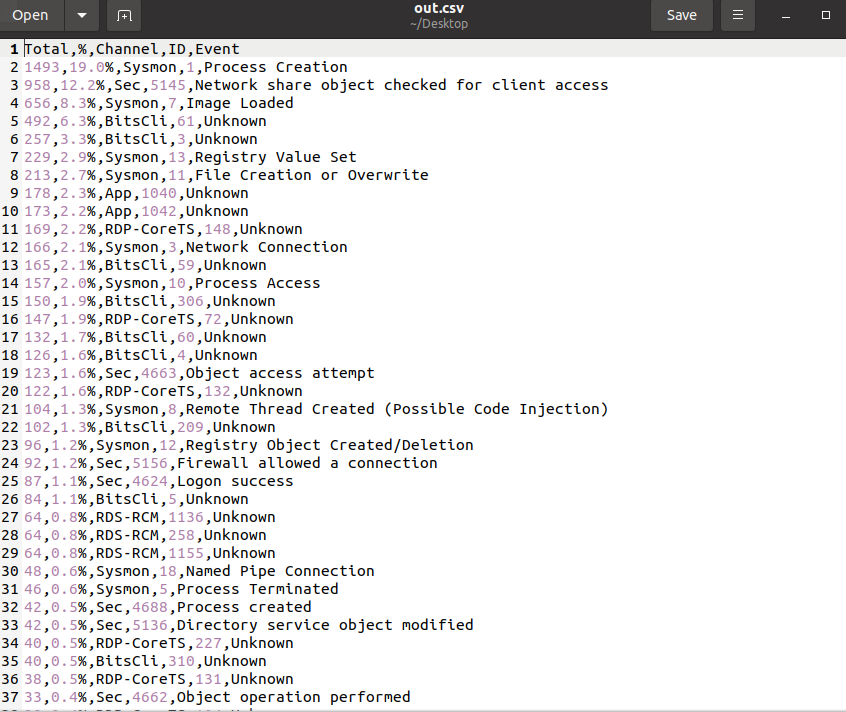 Open
out.csv
~/Desktop
Save
1 Total,%,Channel,ID,Event
2 1493,19.0%,Sysmon,1,Process Creation
3 958,12.2%,Sec,5145,Network share object checked for client access
4 656,8.3%,Sysmon,7,Image Loaded
5 492,6.3%,BitsCli,61,Unknown
6 257,3.3%,BitsCli,3,Unknown
7 229,2.9%,Sysmon,13,Registry Value Set
8 213,2.7%,Sysmon,11,File Creation or Overwrite
9 178,2.3%,App,1040,Unknown
10 173,2.2%,App,1042,Unknown
11 169,2.2%,RDP-CoreTS,148,Unknown
12 166,2.1%,Sysmon,3,Network Connection
13 165,2.1%,BitsCli,59,Unknown
14 157,2.0%,Sysmon,10,Process Access
15 150,1.9%,BitsCli,306,Unknown
16 147,1.9%,RDP-CoreTS,72,Unknown
17 132,1.7%,BitsCli,60,Unknown
18 126,1.6%,BitsCli,4,Unknown
19 123,1.6%,Sec,4663,Object access attempt
20 122,1.6%,RDP-CoreTS,132,Unknown
21 104,1.3%,Sysmon,8,Remote Thread Created (Possible Code Injection)
22 102,1.3%,BitsCli,209,Unknown
23 96,1.2%,Sysmon,12,Registry Object Created/Deletion
24 92,1.2%,Sec,5156,Firewall allowed a connection
25 87,1.1%,Sec,4624,Logon success
26 84,1.1%,BitsCli,5,Unknown
27 64,0.8%,RDS-RCM,1136,Unknown
28 64,0.8%,RDS-RCM,258,Unknown
29 64,0.8%,RDS-RCM,1155,Unknown
30 48,0.6%,Sysmon,18,Named Pipe Connection
31 46,0.6%,Sysmon,5,Process Terminated
32 42,0.5%,Sec,4688,Process created
33 42,0.5%,Sec,5136,Directory service object modified
34 40,0.5%,RDP-CoreTS,227,Unknown
35 40,0.5%,BitsCli,310,Unknown
36 38,0.5%,RDP-CoreTS,131,Unknown
37 33,0.4%,Sec,4662,Object operation performed